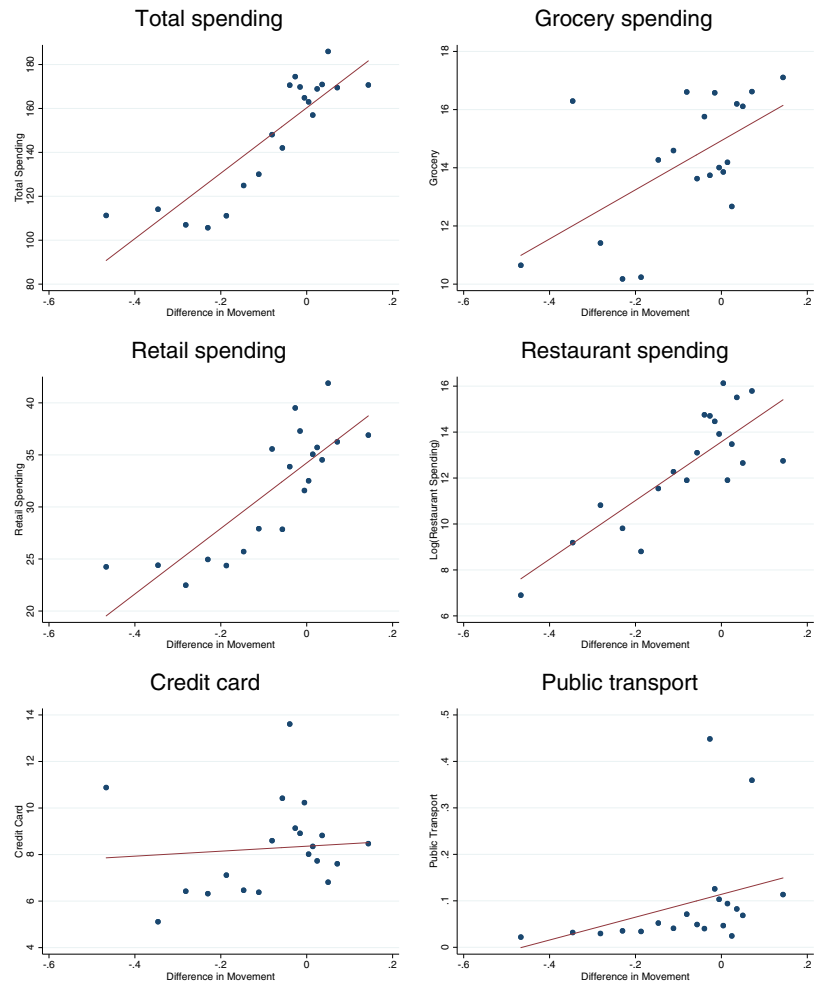 Total spending
Total Spending
80 100 120 140 160 180
-.6 -.4 -.2 0 .2
Difference in Movement
Grocery spending
Grocery
10 12 14 16 18
-.6 -.4 -.2 0 .2
Difference in Movement
Retail spending
Retail Spending
20 25 30 35 40
-.6 -.4 -.2 0 .2
Difference in Movement
Restaurant spending
Log(Restaurant Spending)
6 8 10 12 14 16
-.6 -.4 -.2 0 .2
Difference in Movement
Credit card
Credit Card
4 6 8 10 12 14
-.6 -.4 -.2 0 .2
Difference in Movement
Public transport
Public Transport
0 .1 .2 .3 .4 .5
-.6 -.4 -.2 0 .2
Difference in Movement